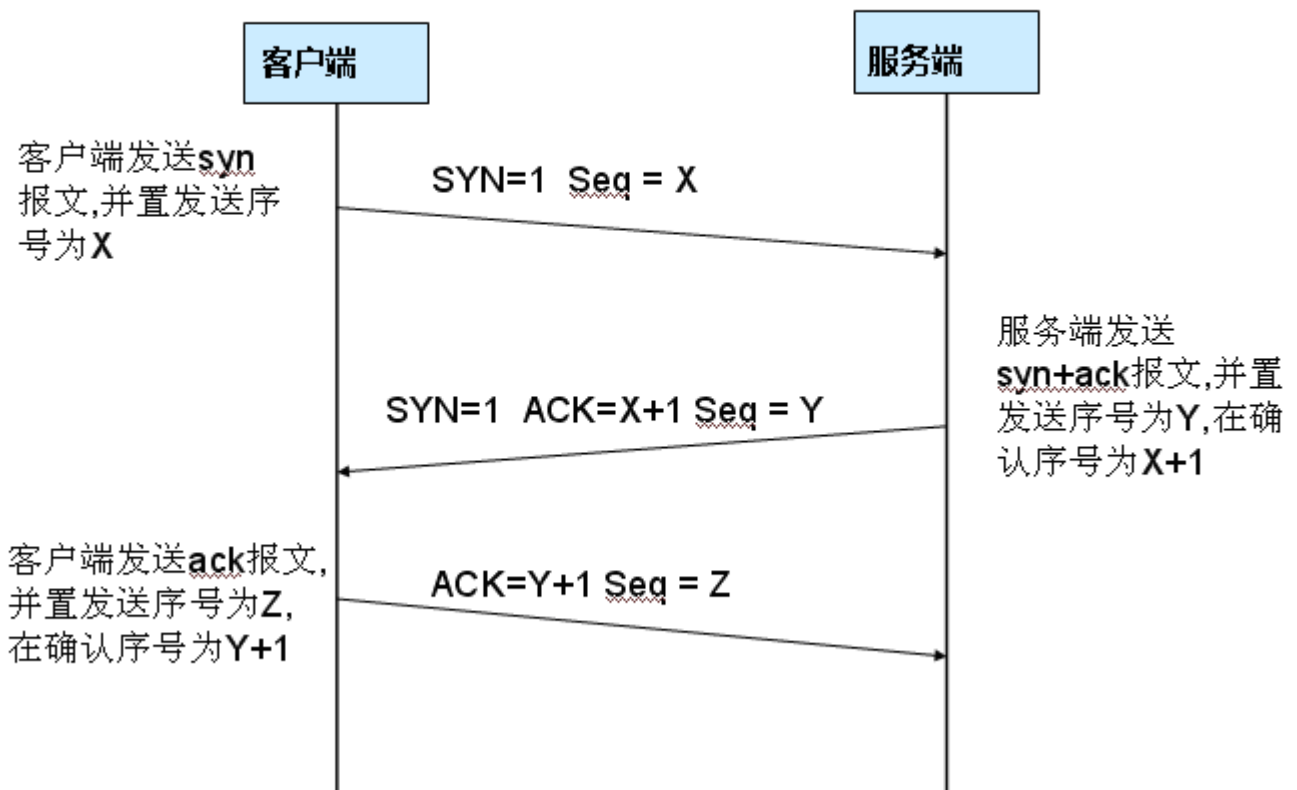 客户端
服务端
客户端发送syn
报文,并置发送序
号为X
SYN=1  Seq = X
服务端发送
syn+ack报文,并置
发送序号为Y,在确
认序号为X+1
SYN=1  ACK=X+1 Seq = Y
客户端发送ack报文,
并置发送序号为Z,
在确认序号为Y+1
ACK=Y+1 Seq = Z